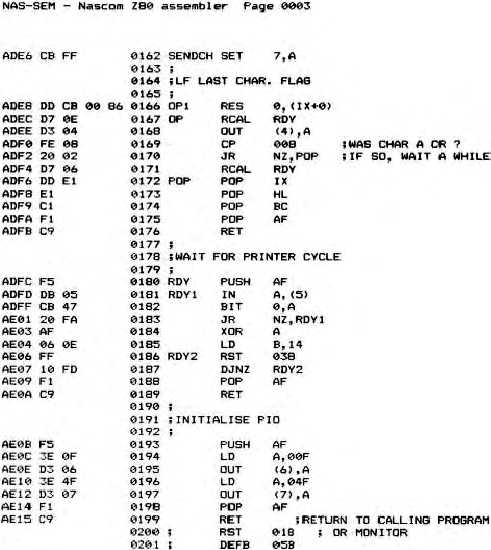 NAS-SEM - Nascom Z80 assembler Page 0003
ADE6 CB FF 0162 SENDCH SET 7,A
0163 ;
0164 ;LF LAST CHAR. FLAG
0165 ;
ADE8 DD CB 00 86 0166 OP1 RES 0,(IX+0)
ADEC D7 0E 0167 OP RCAL RDY
ADEE D3 04 0168 OUT (4),A
ADF0 FE 08 0169 CP 00B ;WAS CHAR A CR ?
ADF2 20 02 0170 JR NZ,POP ;IF SO, WAIT A WHILE
ADF4 D7 06 0171 RCAL RDY
ADF6 DD E1 0172 POP POP IX
ADF8 E1 0173 POP HL
ADF9 C1 0174 POP BC
ADFA F1 0175 POP AF
ADFB C9 0176 RET
0177 ;
0178 ;WAIT FOR PRINTER CYCLE
0179 ;
ADFC F5 0180 RDY PUSH AF
ADFD DB 05 0181 RDY1 IN A,(5)
ADFF CB 47 0182 BIT 0,A
AE01 20 FA 0183 JR NZ,RDY1
AE03 AF 0184 XOR A
AE04 06 0E 0185 LD B,14
AE06 FF 0186 RDY2 RST 038
AE07 10 FD 0187 DJNZ RDY2
AE09 F1 0188 POP AF
AE0A C9 0189 RET
0190 ;
0191 ;INITIALISE PIO
0192 ;
AE0B F5 0193 PUSH AF
AE0C 3E 0F 0194 LD A,00F
AE0E D3 06 0195 OUT (6),A
AE10 3E 4F 0196 LD A,04F
AE12 D3 07 0197 OUT (7),A
AE14 F1 0198 POP AF
AE15 C9 0199 RET ;RETURN TO CALLING PROGRAM
0200 ; RST 018 ; OR MONITOR
0201 ; DEFB 05B